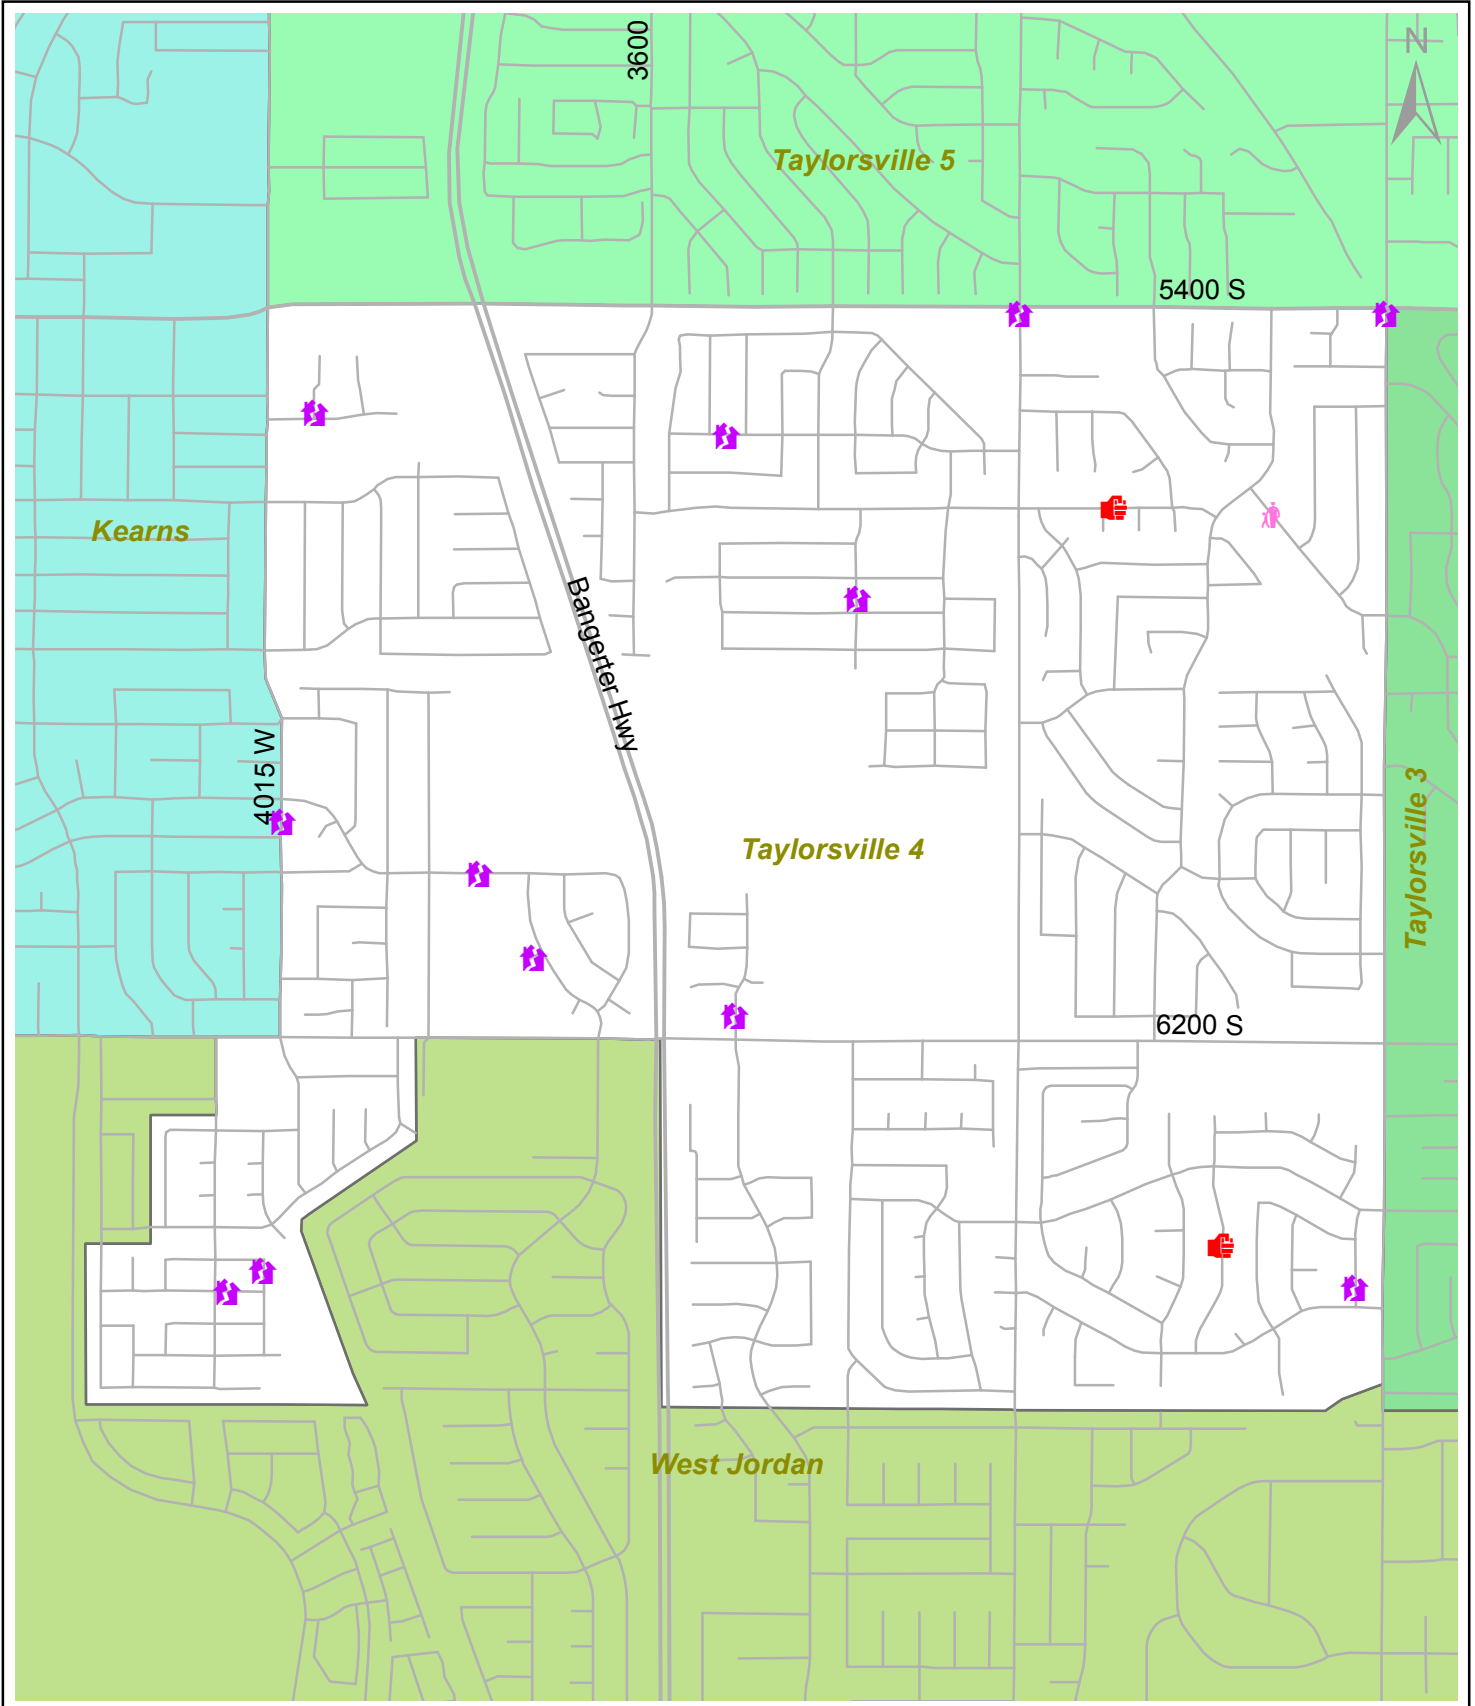 3600
N
Taylorsville 5
5400 S
Kearns
Bangerter Hwy
4015 W
Taylorsville 4
Taylorsville 3
6200 S
West Jordan